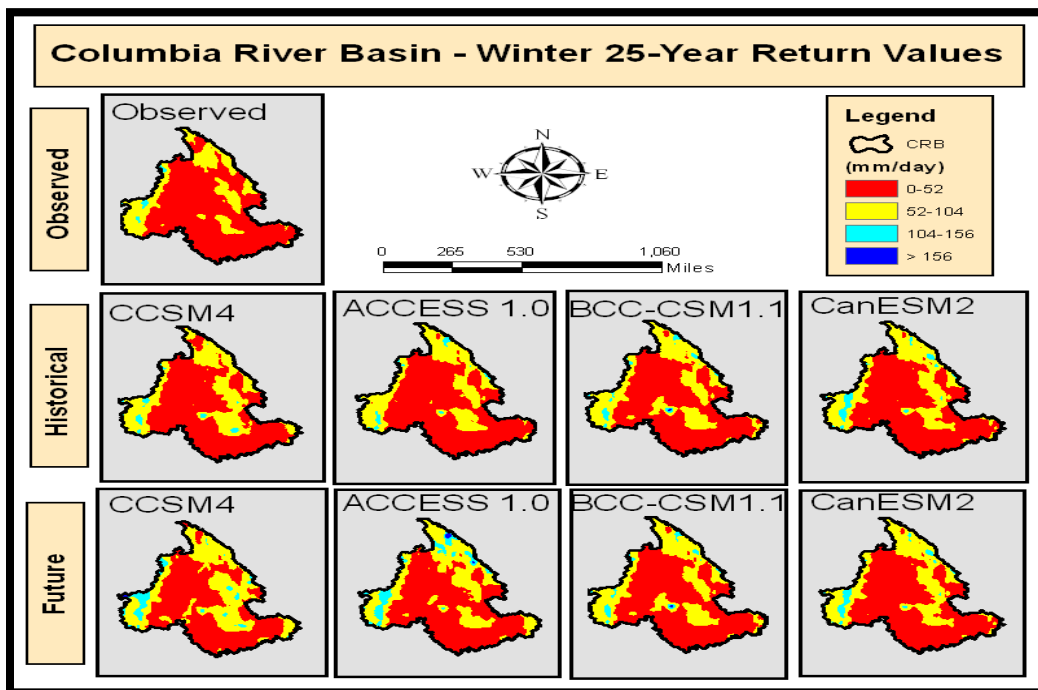 Columbia River Basin - Winter 25-Year Return Values
Observed
Observed
N
W E
S
0 265 530 1,060
Miles
Legend
CRB
(mm/day)
0-52
52-104
104-156
> 156
Historical
CCSM4
ACCESS 1.0
BCC-CSM1.1
CanESM2
Future
CCSM4
ACCESS 1.0
BCC-CSM1.1
CanESM2